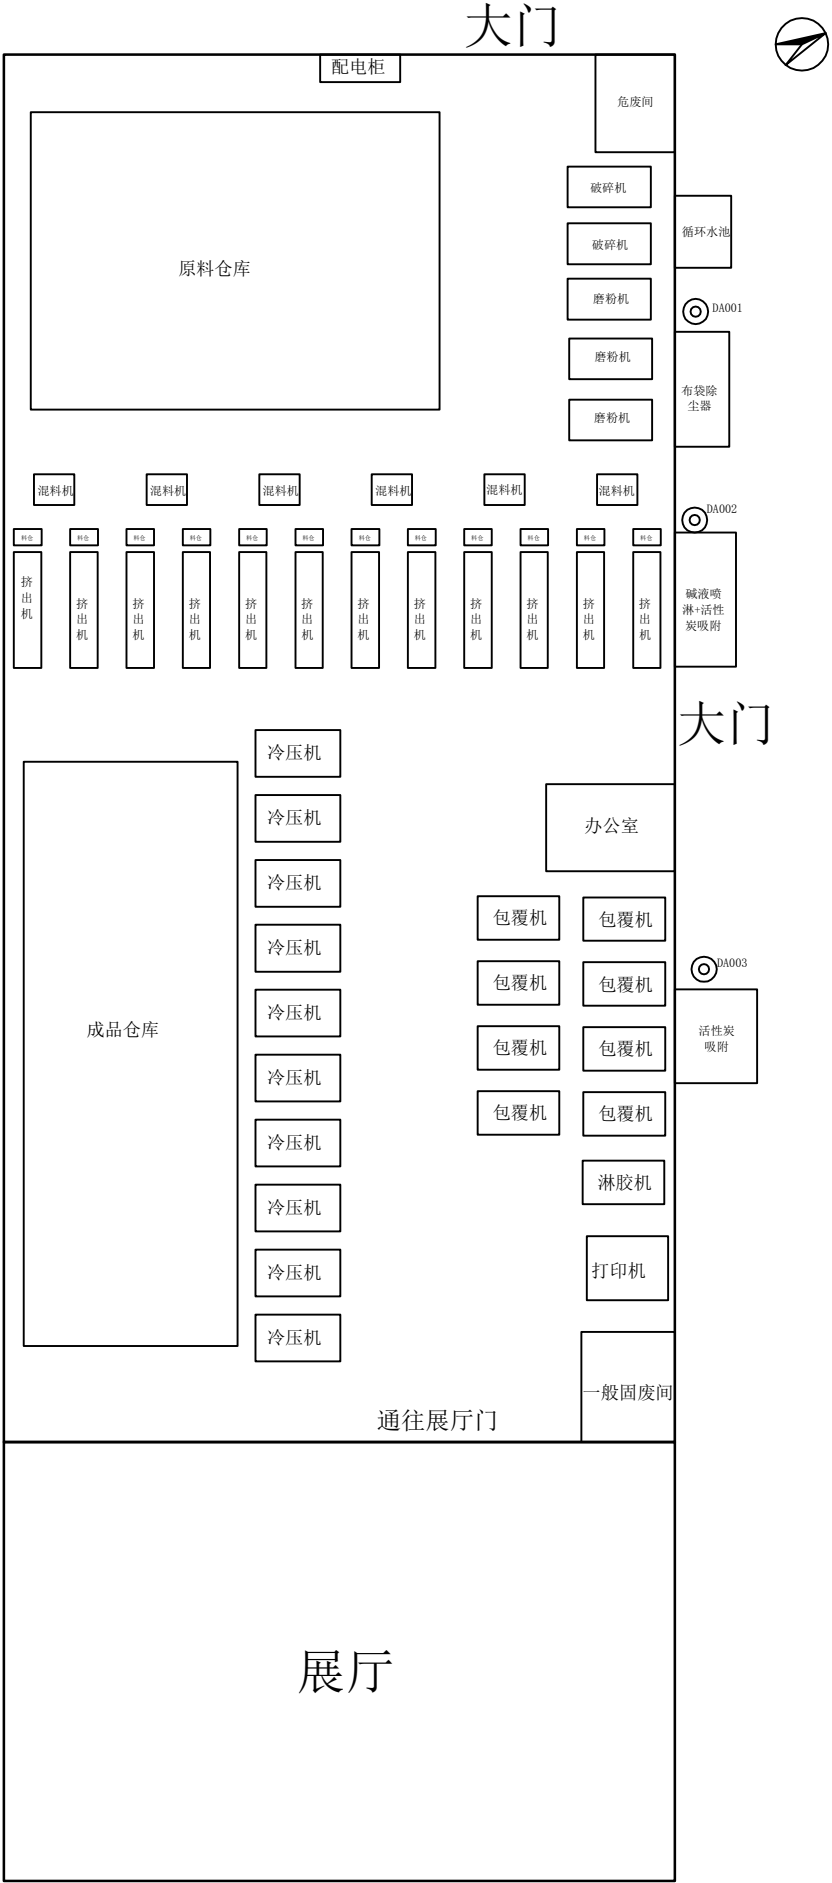 大门
配电柜
危废间
破碎机
循环水池
破碎机
原料仓库
磨粉机
DA001
磨粉机
布袋除
尘器
磨粉机
混料机
混料机
混料机
混料机
混料机
混料机
DA002
料仓
料仓
料仓
料仓
料仓
料仓
料仓
料仓
料仓
料仓
料仓
料仓
挤出机
挤出机
挤出机
挤出机
挤出机
挤出机
挤出机
挤出机
挤出机
挤出机
挤出机
挤出机
碱液喷
淋+活性
炭吸附
大门
冷压机
冷压机
冷压机
冷压机
冷压机
冷压机
冷压机
冷压机
冷压机
冷压机
成品仓库
办公室
包覆机
包覆机
包覆机
包覆机
包覆机
包覆机
包覆机
包覆机
DA003
活性炭
吸附
淋胶机
打印机
一般固废间
通往展厅门
展厅